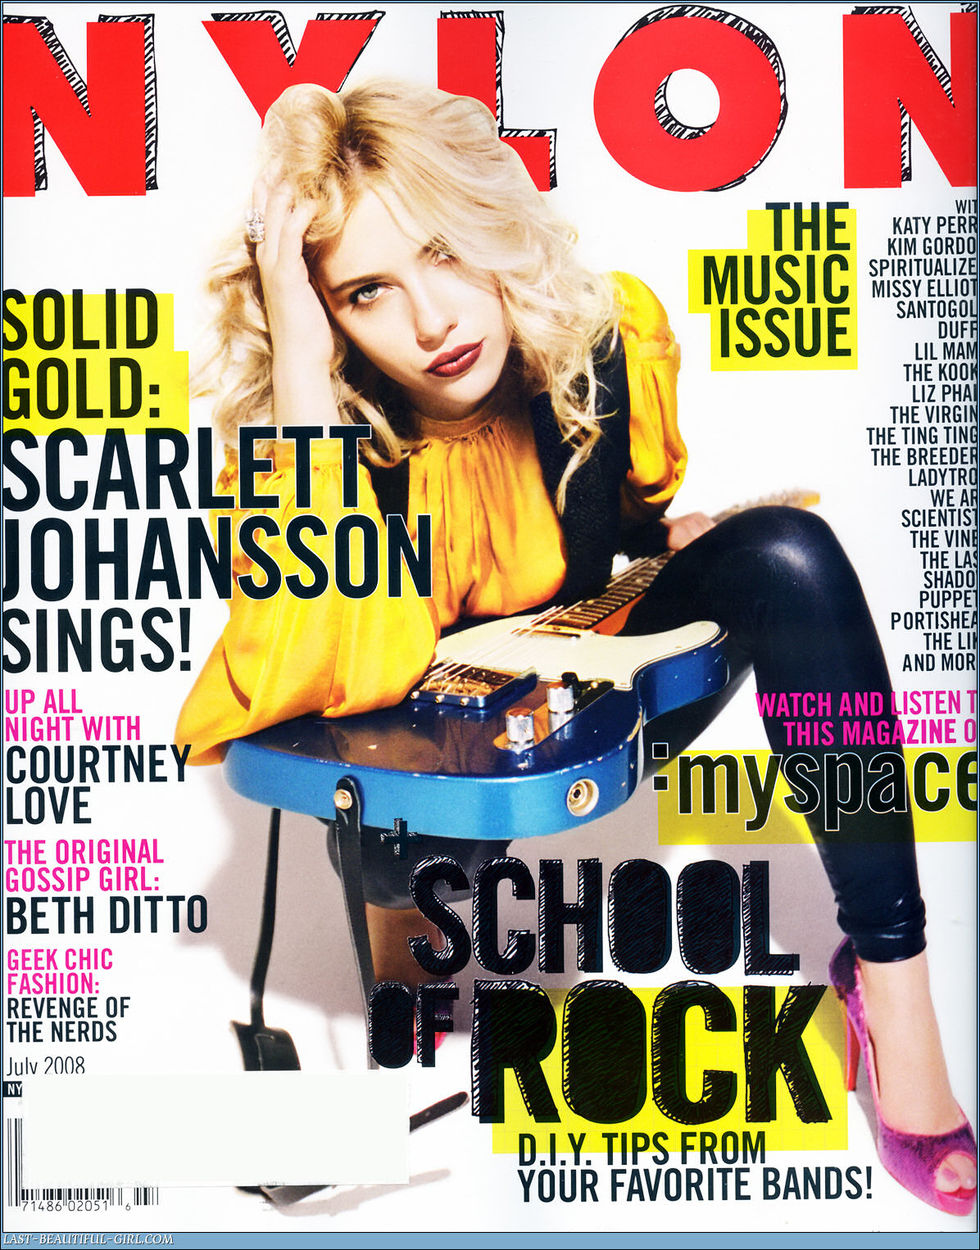 NYLON
THE
MUSIC
ISSUE
WIT
KATY PERR
KIM GORDO
SPIRITUALIZE
MISSY ELLIOT
SANTOGOL
DUFF
LIL MAM
THE KOOK
LIZ PHAI
THE VIRGIN
THE TING TING
THE BREEDER
LADYTRO
WE AR
SCIENTIST
THE VINE
THE LAS
SHADO
PUPPET
PORTISHEA
THE LI
AND MOR
SOLID
GOLD:
SCARLETT
JOHANSSON
SINGS!
UP ALL
NIGHT WITH
COURTNEY
LOVE
THE ORIGINAL
GOSSIP GIRL:
BETH DITTO
GEEK CHIC
FASHION:
REVENGE OF
THE NERDS
July 2008
NY
WATCH AND LISTEN T
THIS MAGAZINE O
:myspace
+
SCHOOL
OF ROCK
D.I.Y. TIPS FROM
YOUR FAVORITE BANDS!
71486 02051 6
LAST-BEAUTIFUL-GIRL.COM